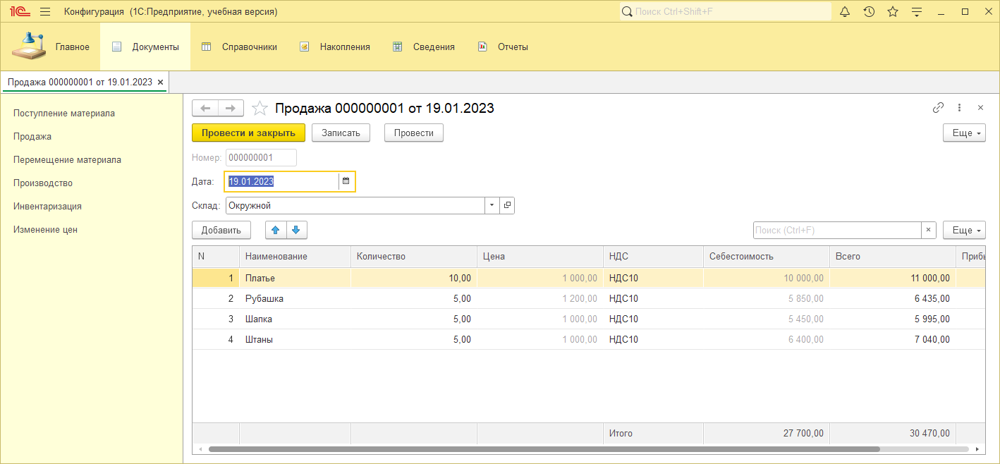 1С Конфигурация (1С:Предприятие, учебная версия) Поиск Ctrl+Shift+F
Главное Документы Справочники Накопления Сведения Отчеты
Продажа 000000001 от 19.01.2023 ×
Поступление материала
Продажа
Перемещение материала
Производство
Инвентаризация
Изменение цен
Продажа 000000001 от 19.01.2023
Провести и закрыть Записать Провести Еще
Номер: 000000001
Дата: 19.01.2023
Склад: Окружной
Добавить Поиск (Ctrl+F) × Еще
N Наименование Количество Цена НДС Себестоимость Всего Прибы
1 Платье 10,00 1 000,00 НДС10 10 000,00 11 000,00
2 Рубашка 5,00 1 200,00 НДС10 5 850,00 6 435,00
3 Шапка 5,00 1 000,00 НДС10 5 450,00 5 995,00
4 Штаны 5,00 1 000,00 НДС10 6 400,00 7 040,00
Итого 27 700,00 30 470,00